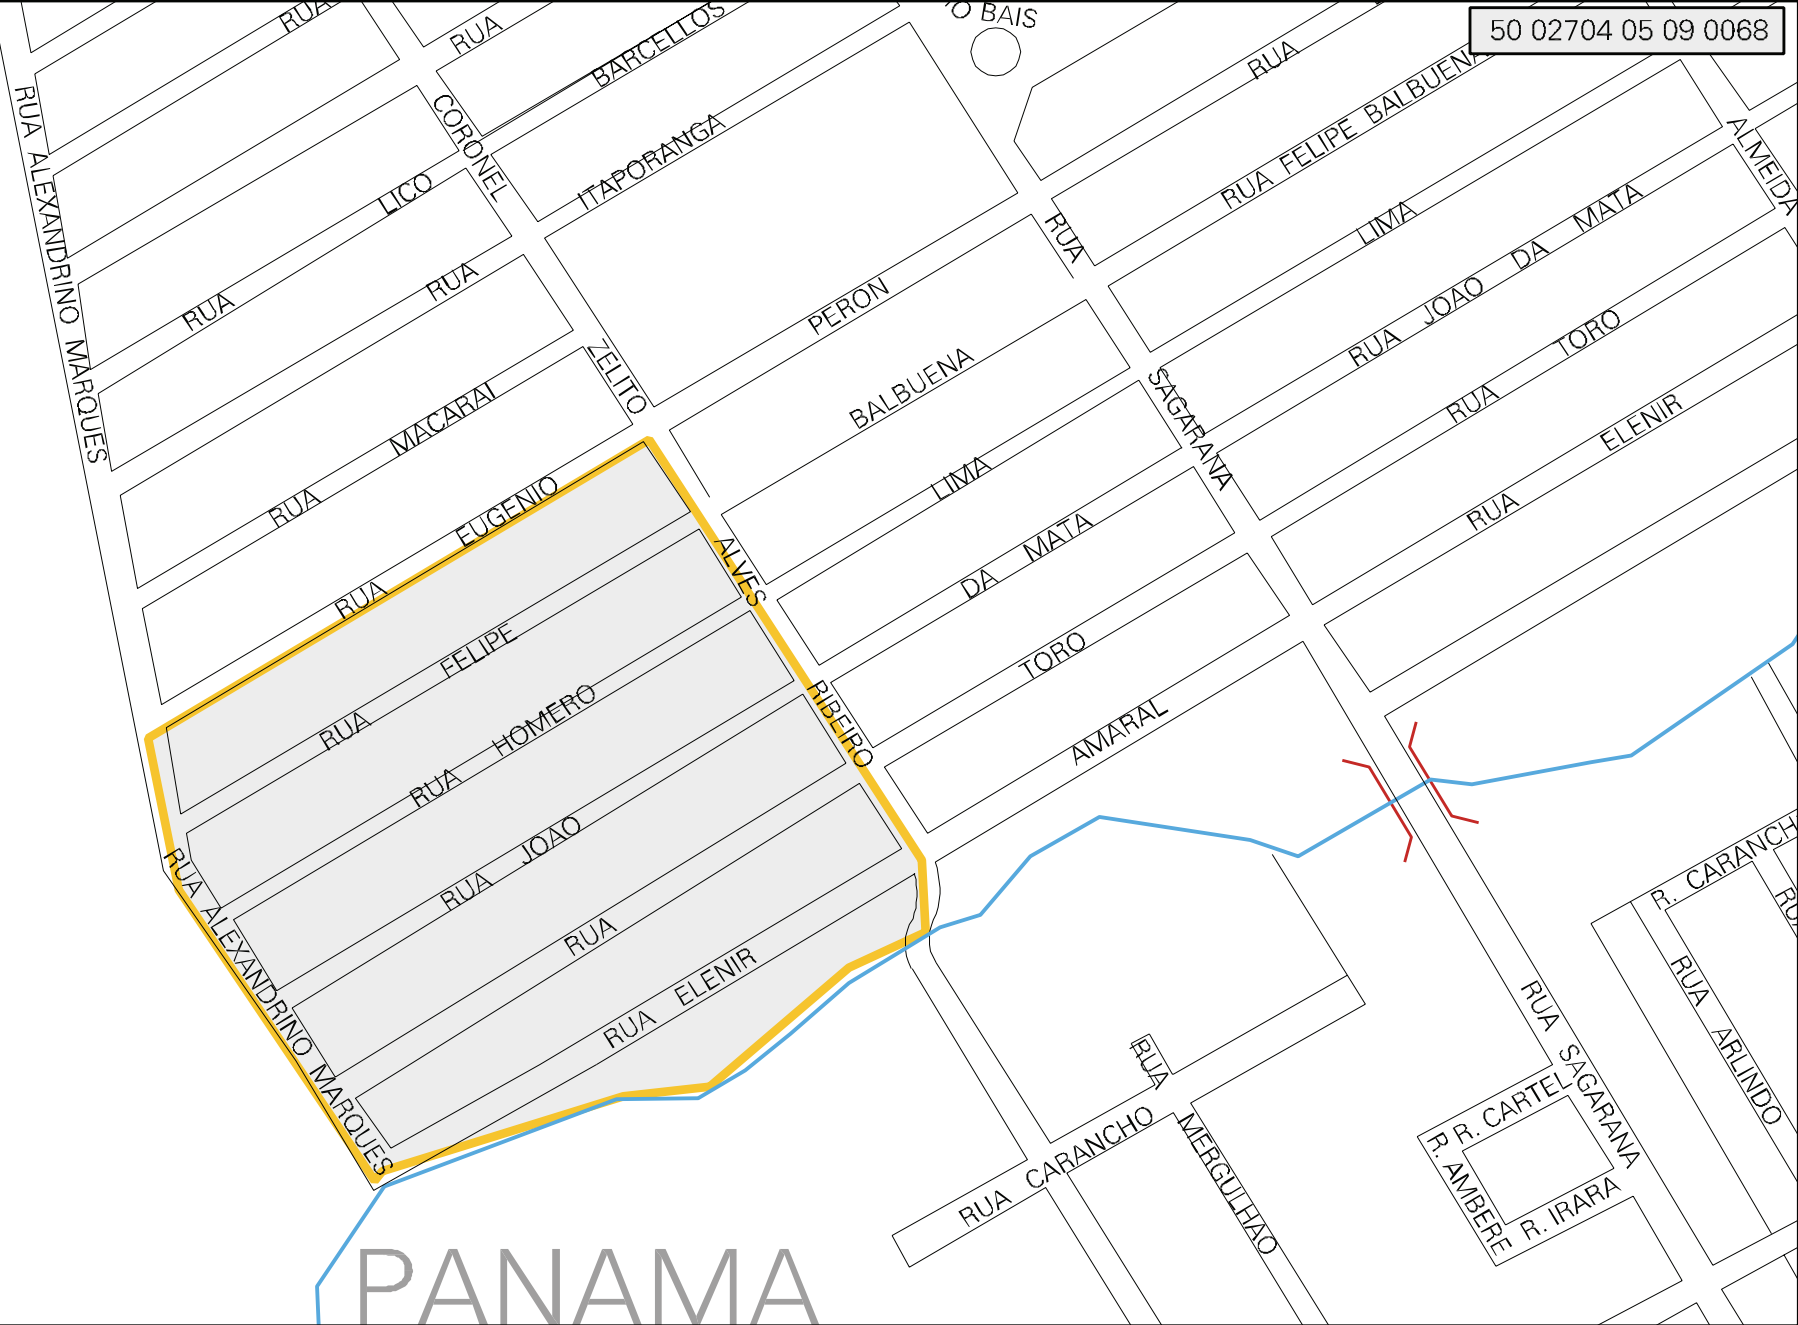 50 02704 05 09 0068
RUA
RUA
BARCELLOS
BAIS
RUA
RUA FELIPE BALBUENA
ALMEIDA
RUA ALEXANDRINO MARQUES
CORONEL
ITAPORANGA
LICO
RUA
RUA
RUA
LIMA
RUA JOAO DA MATA
PERON
TORO
RUA
ZELITO
BALBUENA
SAGARANA
ELENIR
RUA
MACARAI
RUA
LIMA
EUGENIO
RUA
DA MATA
ALVES
FELIPE
RUA
TORO
HOMERO
RUA
RIBEIRO
AMARAL
JOAO
RUA
RUA ALEXANDRINO MARQUES
RUA
RUA ELENIR
R. CARANCH
RUA
RUA ARLINDO
RUA SAGARANA
RUA MERGULHAO
RUA CARANCHO
R. CARTEL
R. AMBERE
R. IRARA
PANAMA